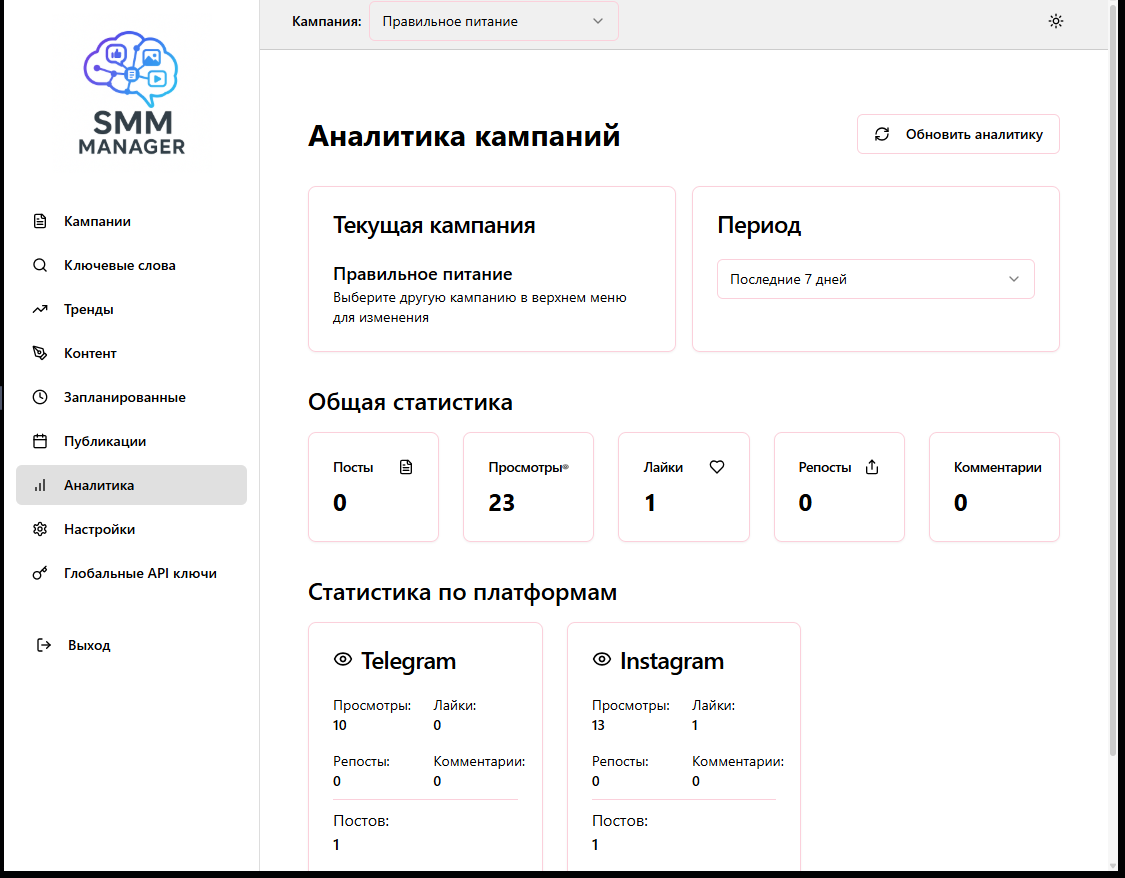 SMM
MANAGER
Кампании
Ключевые слова
Тренды
Контент
Запланированные
Публикации
Аналитика
Настройки
Глобальные API ключи
Выход
Кампания: Правильное питание
Аналитика кампаний
Обновить аналитику
Текущая кампания
Правильное питание
Выберите другую кампанию в верхнем меню
для изменения
Период
Последние 7 дней
Общая статистика
Посты
0
Просмотры
23
Лайки
1
Репосты
0
Комментарии
0
Статистика по платформам
Telegram
Просмотры: Лайки:
10 0
Репосты: Комментарии:
0 0
Постов:
1
Instagram
Просмотры: Лайки:
13 1
Репосты: Комментарии:
0 0
Постов:
1